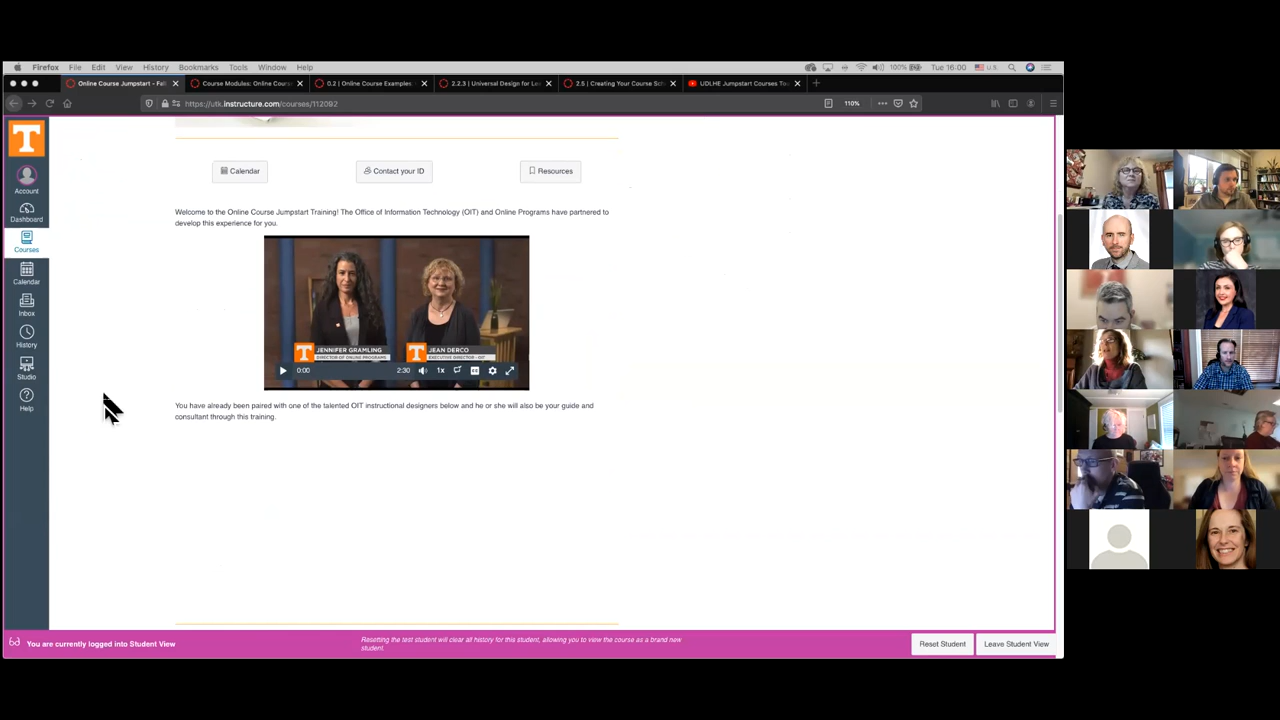 Firefox File Edit View History Bookmarks Tools Window Help 100% Tue 16:00 U.S.
Online Course Jumpstart - Fall Course Modules: Online Course 0.2 | Online Course Examples: 2.2.3 | Universal Design for Le 2.5 | Creating Your Course Sch UDLHE Jumpstart Courses To
https://utk.instructure.com/courses/112092 110%
T
Account
Dashboard
Courses
Calendar
Inbox
History
Studio
Help
Calendar Contact your ID Resources
Welcome to the Online Course Jumpstart Training! The Office of Information Technology (OIT) and Online Programs have partnered to
develop this experience for you.
T JENNIFER GRAMLING
DIRECTOR OF ONLINE PROGRAMS
T JEAN DERCO
EXECUTIVE DIRECTOR - OIT
0:00 2:30 1x CC
You have already been paired with one of the talented OIT instructional designers below and he or she will also be your guide and
consultant through this training.
You are currently logged into Student View
Resetting the test student will clear all history for this student, allowing you to view the course as a brand new
student.
Reset Student Leave Student View